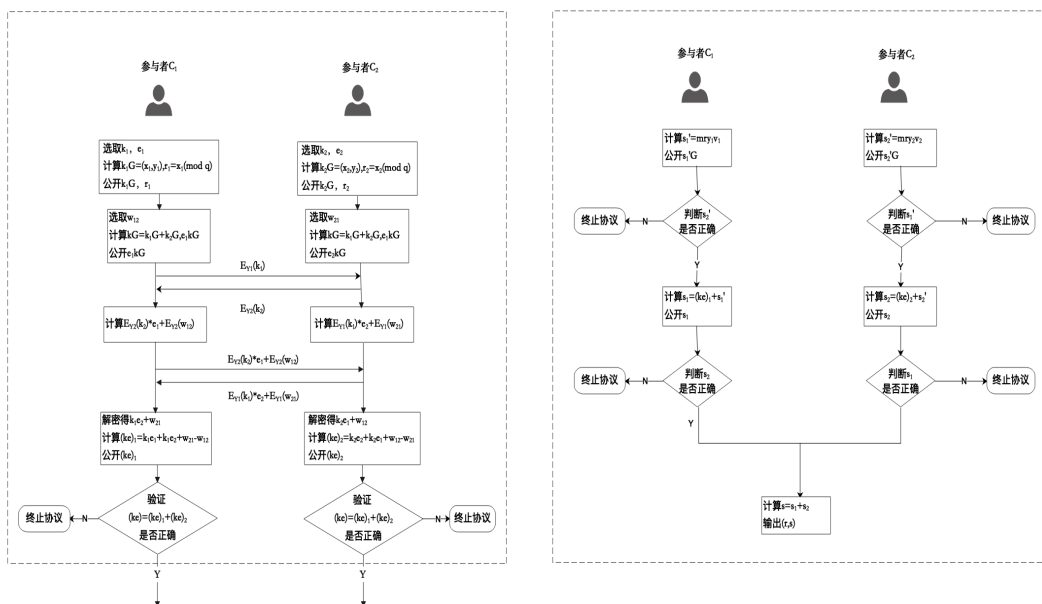 参与者C₁
参与者C₂
选取k₁，e₁
计算k₁G=(x₁,y₁),r₁=x₁(mod q)
公开k₁G，r₁
选取k₂，e₂
计算k₂G=(x₂,y₂),r₂=x₂(mod q)
公开k₂G，r₂
选取w₁₂
计算kG=k₁G+k₂G,e₁kG
公开e₁kG
选取w₂₁
计算kG=k₁G+k₂G,e₁kG
公开e₂kG
E_Y1(k₁)
E_Y2(k₂)
计算E_Y2(k₂)*e₁+E_Y2(w₁₂)
计算E_Y1(k₁)*e₂+E_Y1(w₂₁)
E_Y2(k₂)*e₁+E_Y2(w₁₂)
E_Y1(k₁)*e₂+E_Y1(w₂₁)
解密得k₁e₂+w₂₁
计算(ke)₁=k₁e₁+k₁e₂+w₂₁-w₁₂
公开(ke)₁
解密得k₂e₁+w₁₂
计算(ke)₂=k₂e₂+k₂e₁+w₁₂-w₂₁
公开(ke)₂
验证
(ke)=(ke)₁+(ke)₂
是否正确
终止协议
N
验证
(ke)=(ke)₁+(ke)₂
是否正确
N
终止协议
Y
Y
参与者C₁
参与者C₂
计算s₁'=mry₁v₁
公开s₁'G
计算s₂'=mry₂v₂
公开s₂'G
终止协议
N
判断s₂'
是否正确
判断s₁'
是否正确
N
终止协议
Y
Y
计算s₁=(ke)₁+s₁'
公开s₁
计算s₂=(ke)₂+s₂'
公开s₂
终止协议
N
判断s₂
是否正确
判断s₁
是否正确
N
终止协议
Y
计算s=s₁+s₂
输出(r,s)